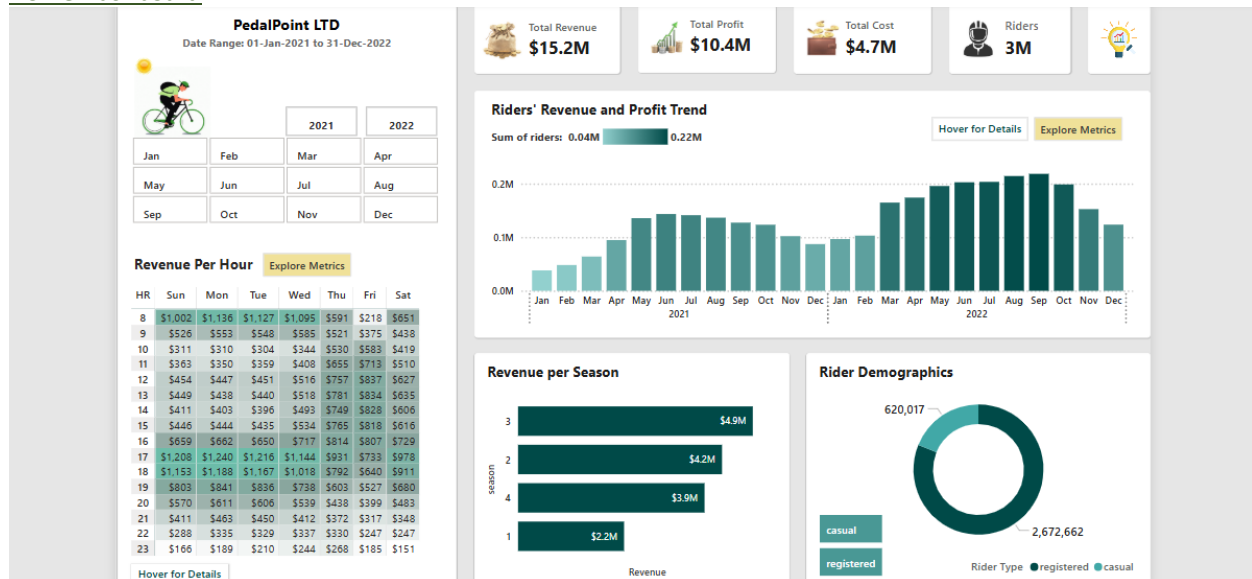 PedalPoint LTD
Date Range: 01-Jan-2021 to 31-Dec-2022
2021 2022
Jan Feb Mar Apr
May Jun Jul Aug
Sep Oct Nov Dec
Revenue Per Hour Explore Metrics
HR Sun Mon Tue Wed Thu Fri Sat
8 $1,002 $1,136 $1,127 $1,095 $591 $218 $651
9 $526 $553 $548 $585 $521 $375 $438
10 $311 $310 $304 $344 $530 $583 $419
11 $363 $350 $359 $408 $655 $713 $510
12 $454 $447 $451 $516 $757 $837 $627
13 $449 $438 $440 $518 $781 $834 $635
14 $411 $403 $396 $493 $749 $828 $606
15 $446 $444 $435 $534 $765 $818 $616
16 $659 $662 $650 $717 $814 $807 $729
17 $1,208 $1,240 $1,216 $1,144 $931 $733 $978
18 $1,153 $1,188 $1,167 $1,018 $792 $640 $911
19 $803 $841 $836 $738 $603 $527 $680
20 $570 $611 $606 $539 $438 $399 $483
21 $411 $463 $450 $412 $372 $317 $348
22 $288 $335 $329 $337 $330 $247 $247
23 $166 $189 $210 $244 $268 $185 $151
Hover for Details
Total Revenue
$15.2M
Total Profit
$10.4M
Total Cost
$4.7M
Riders
3M
Riders' Revenue and Profit Trend
Sum of riders: 0.04M 0.22M
Hover for Details Explore Metrics
0.2M
0.1M
0.0M
Jan Feb Mar Apr May Jun Jul Aug Sep Oct Nov Dec Jan Feb Mar Apr May Jun Jul Aug Sep Oct Nov Dec
2021 2022
Revenue per Season
3 $4.9M
2 $4.2M
season
4 $3.9M
1 $2.2M
Revenue
Rider Demographics
620,017
2,672,662
casual
registered
Rider Type registered casual